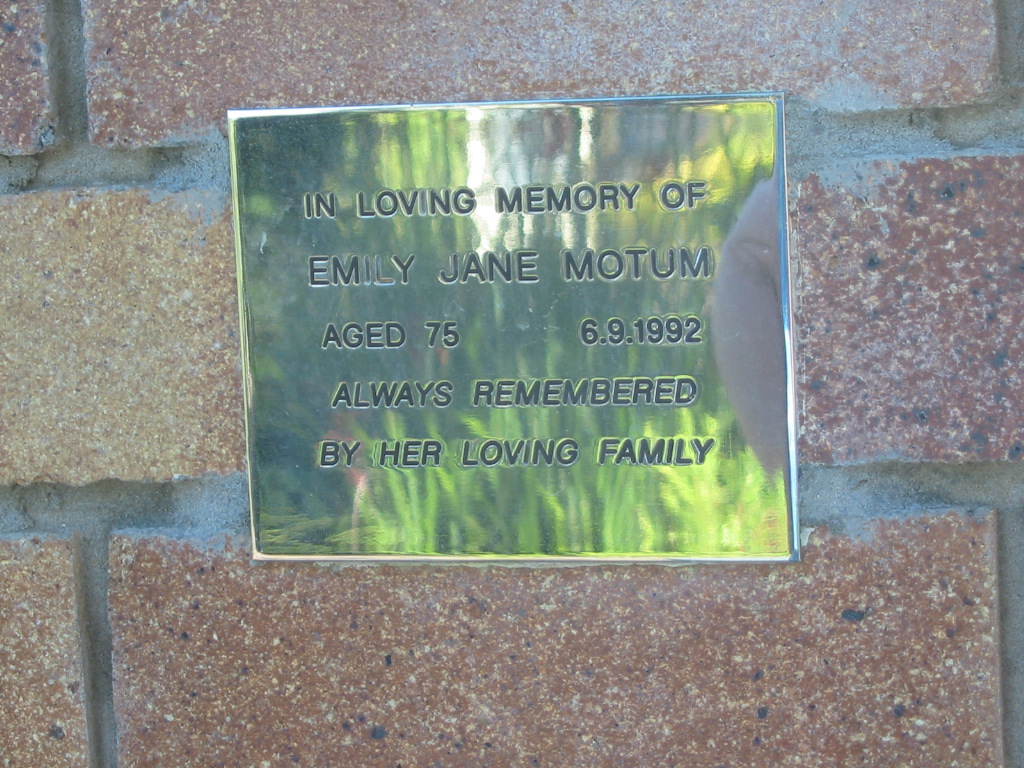 IN LOVING MEMORY OF
EMILY JANE MOTUM
AGED 75 6.9.1992
ALWAYS REMEMBERED
BY HER LOVING FAMILY